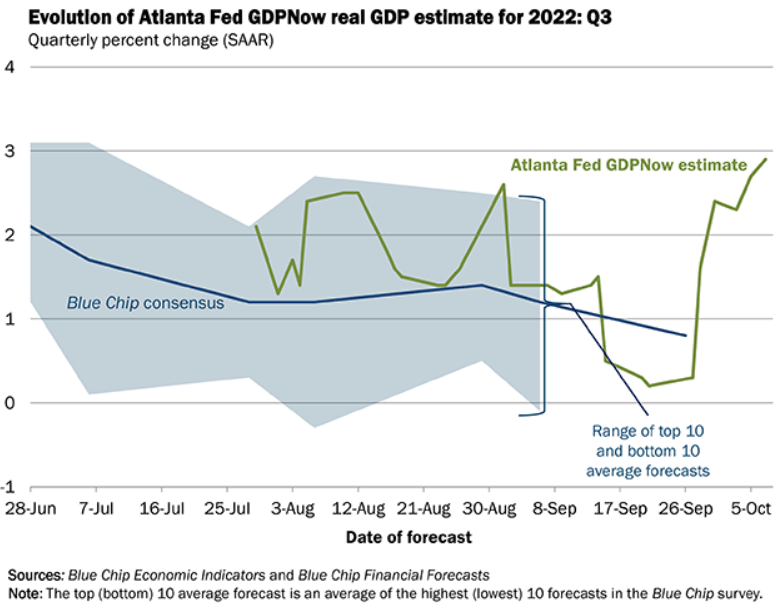 Evolution of Atlanta Fed GDPNow real GDP estimate for 2022: Q3
Quarterly percent change (SAAR)
4
3
Atlanta Fed GDPNow estimate
2
Blue Chip consensus
1
0
Range of top 10
and bottom 10
average forecasts
-1
28-Jun 7-Jul 16-Jul 25-Jul 3-Aug 12-Aug 21-Aug 30-Aug 8-Sep 17-Sep 26-Sep 5-Oct
Date of forecast
Sources: Blue Chip Economic Indicators and Blue Chip Financial Forecasts
Note: The top (bottom) 10 average forecast is an average of the highest (lowest) 10 forecasts in the Blue Chip survey.